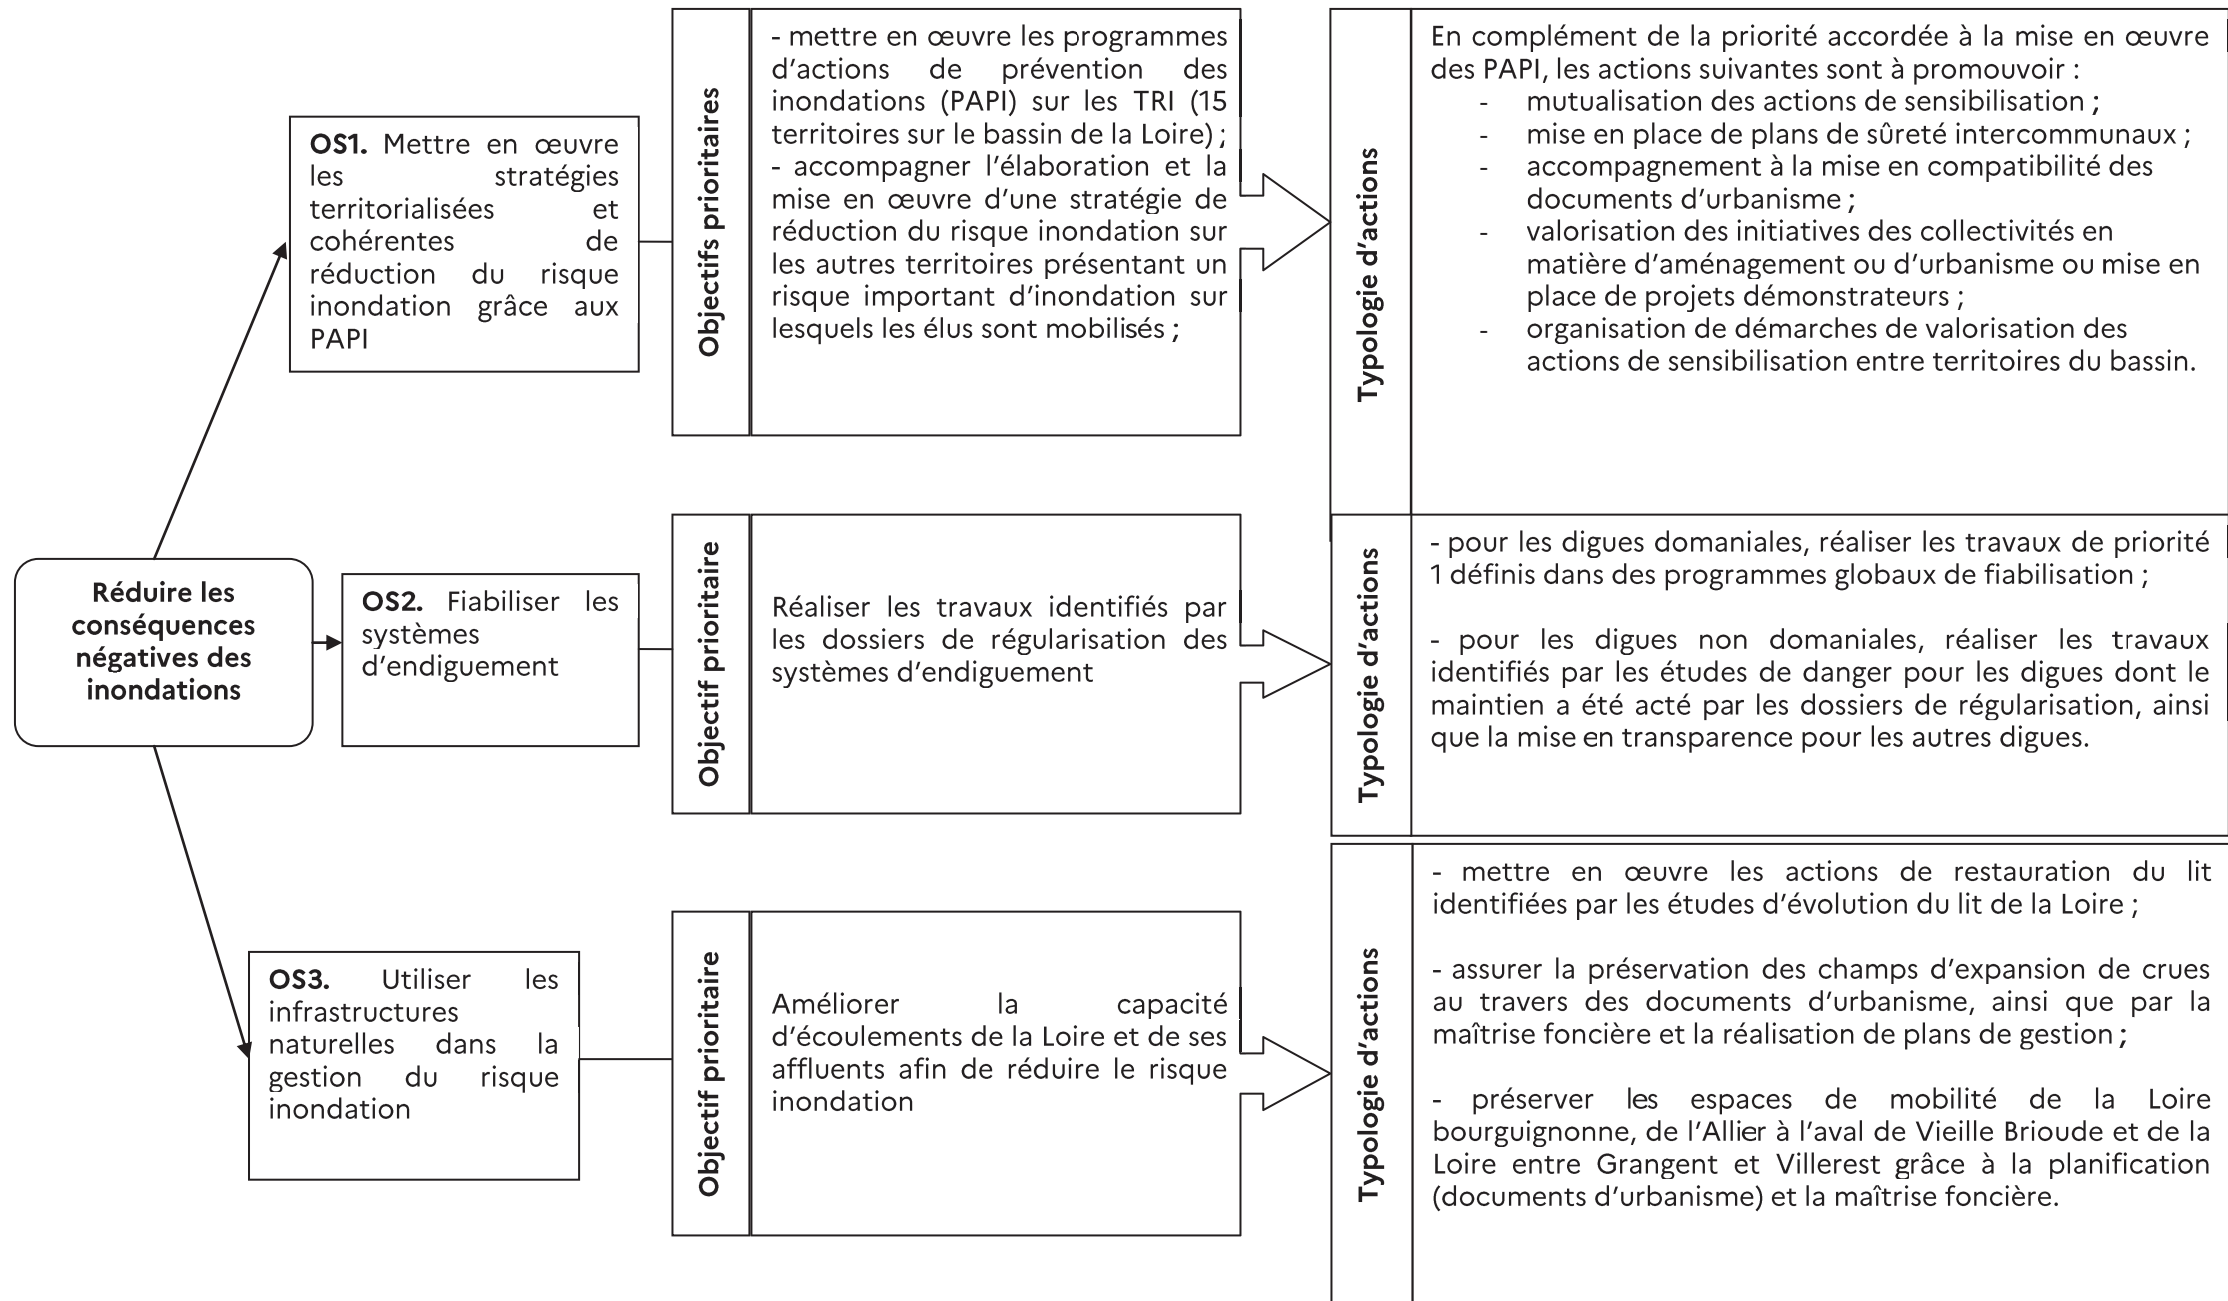 Réduire les
conséquences
négatives des
inondations
OS1. Mettre en œuvre
les stratégies
territorialisées et
cohérentes de
réduction du risque
inondation grâce aux
PAPI
Objectifs prioritaires
- mettre en œuvre les programmes
d’actions de prévention des
inondations (PAPI) sur les TRI (15
territoires sur le bassin de la Loire) ;
- accompagner l’élaboration et la
mise en œuvre d’une stratégie de
réduction du risque inondation sur
les autres territoires présentant un
risque important d’inondation sur
lesquels les élus sont mobilisés ;
Typologie d’actions
En complément de la priorité accordée à la mise en œuvre
des PAPI, les actions suivantes sont à promouvoir :
- mutualisation des actions de sensibilisation ;
- mise en place de plans de sûreté intercommunaux ;
- accompagnement à la mise en compatibilité des
documents d’urbanisme ;
- valorisation des initiatives des collectivités en
matière d’aménagement ou d’urbanisme ou mise en
place de projets démonstrateurs ;
- organisation de démarches de valorisation des
actions de sensibilisation entre territoires du bassin.
OS2. Fiabiliser les
systèmes
d’endiguement
Objectif prioritaire
Réaliser les travaux identifiés par
les dossiers de régularisation des
systèmes d’endiguement
Typologie d’actions
- pour les digues domaniales, réaliser les travaux de priorité
1 définis dans des programmes globaux de fiabilisation ;
- pour les digues non domaniales, réaliser les travaux
identifiés par les études de danger pour les digues dont le
maintien a été acté par les dossiers de régularisation, ainsi
que la mise en transparence pour les autres digues.
OS3. Utiliser les
infrastructures
naturelles dans la
gestion du risque
inondation
Objectif prioritaire
Améliorer la capacité
d’écoulements de la Loire et de ses
affluents afin de réduire le risque
inondation
Typologie d’actions
- mettre en œuvre les actions de restauration du lit
identifiées par les études d’évolution du lit de la Loire ;
- assurer la préservation des champs d’expansion de crues
au travers des documents d’urbanisme, ainsi que par la
maîtrise foncière et la réalisation de plans de gestion ;
- préserver les espaces de mobilité de la Loire
bourguignonne, de l’Allier à l’aval de Vieille Brioude et de la
Loire entre Grangent et Villerest grâce à la planification
(documents d’urbanisme) et la maîtrise foncière.